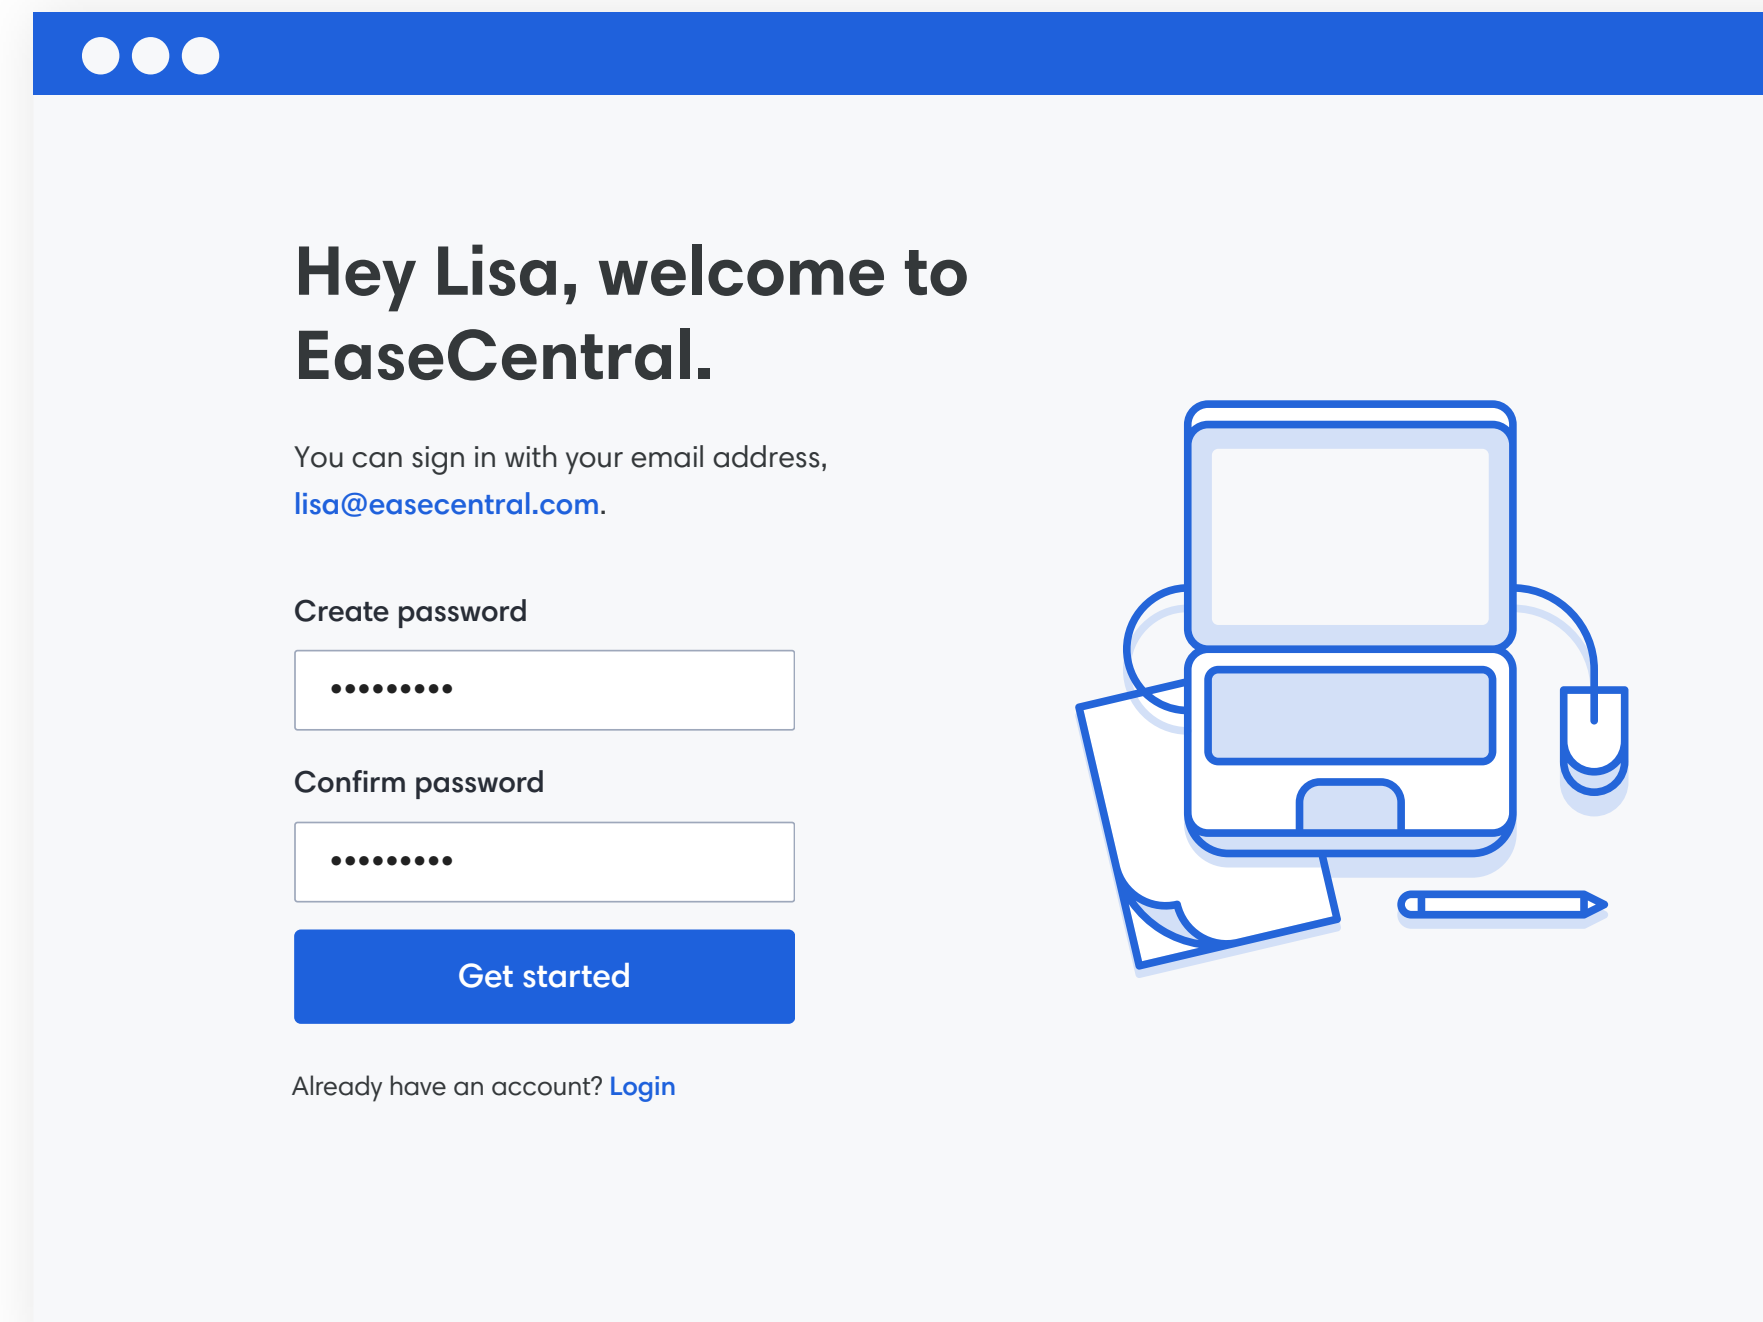 Hey Lisa, welcome to
EaseCentral.
You can sign in with your email address,
lisa@easecentral.com.
Create password
•••••••••
Confirm password
•••••••••
Get started
Already have an account? Login